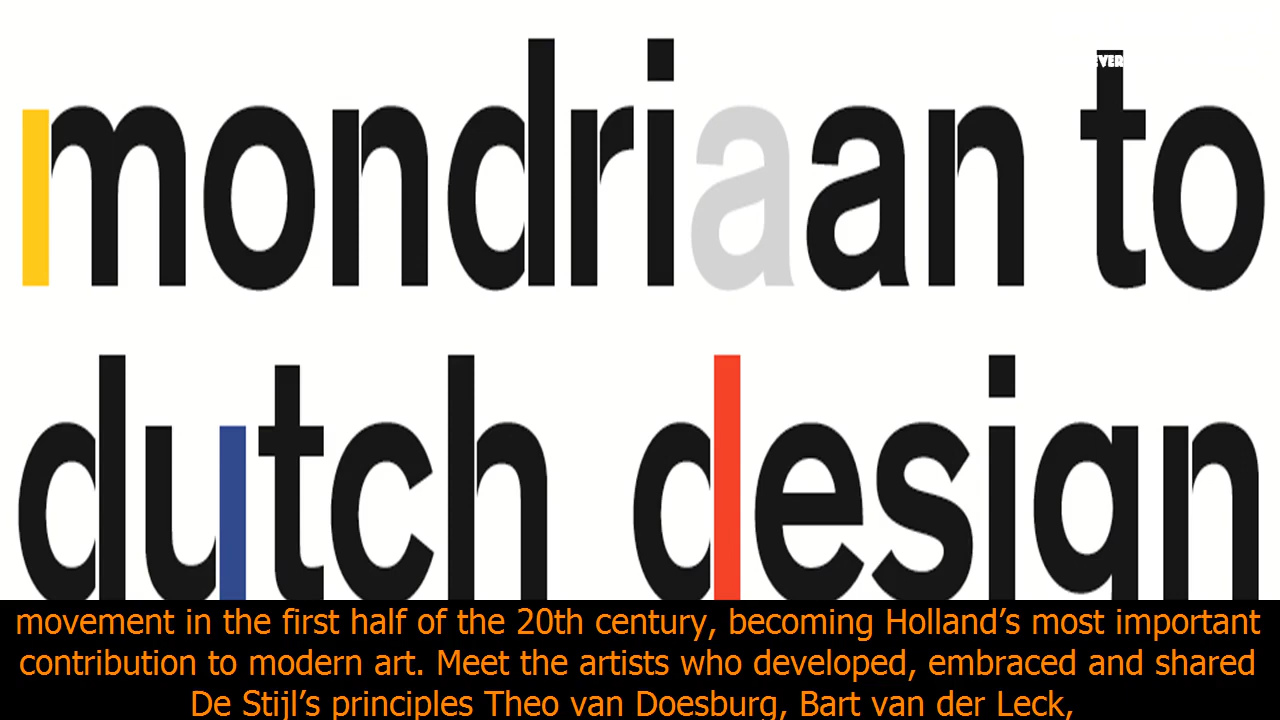 EVER
mondriaan to
dutch design
movement in the first half of the 20th century, becoming Holland’s most important
contribution to modern art. Meet the artists who developed, embraced and shared
De Stijl’s principles Theo van Doesburg, Bart van der Leck,